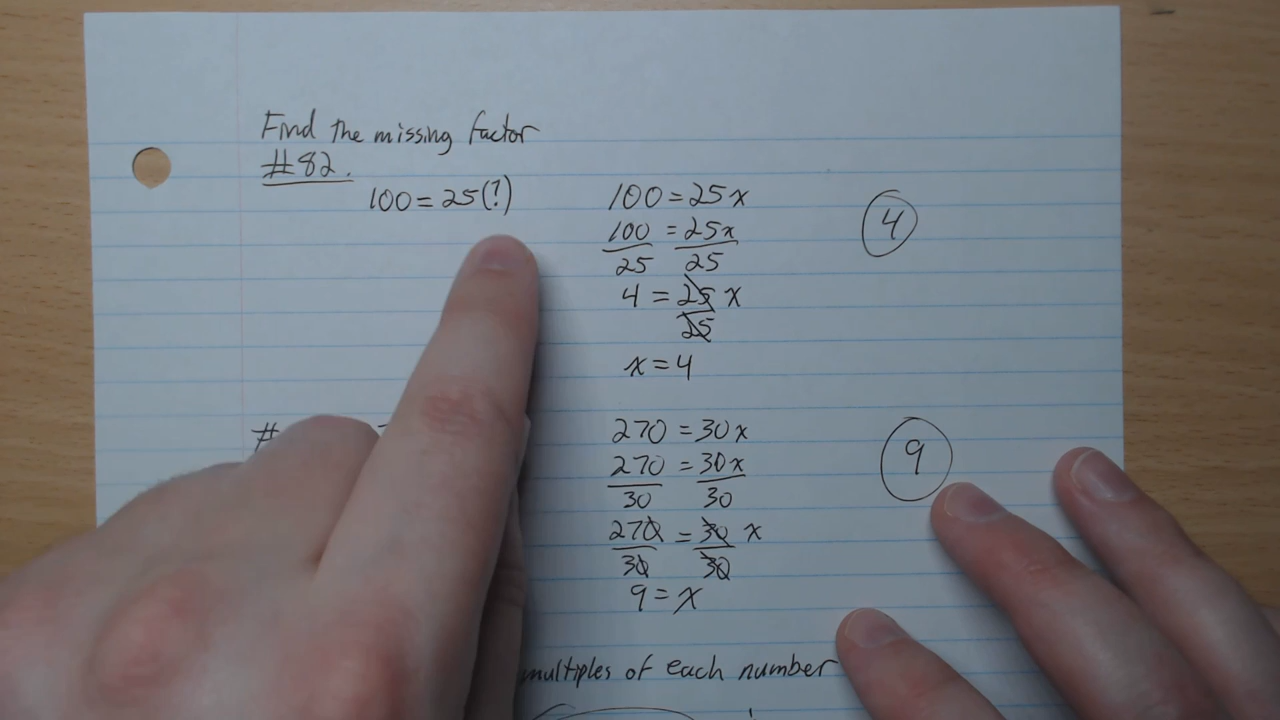 Find the missing factor
#82.
100 = 25(?)
100 = 25x
100 = 25x
25 25
4 = 25 x
25
x = 4
4
#
270 = 30x
270 = 30x
30 30
270 = 30 x
30 30
9 = x
9
multiples of each number